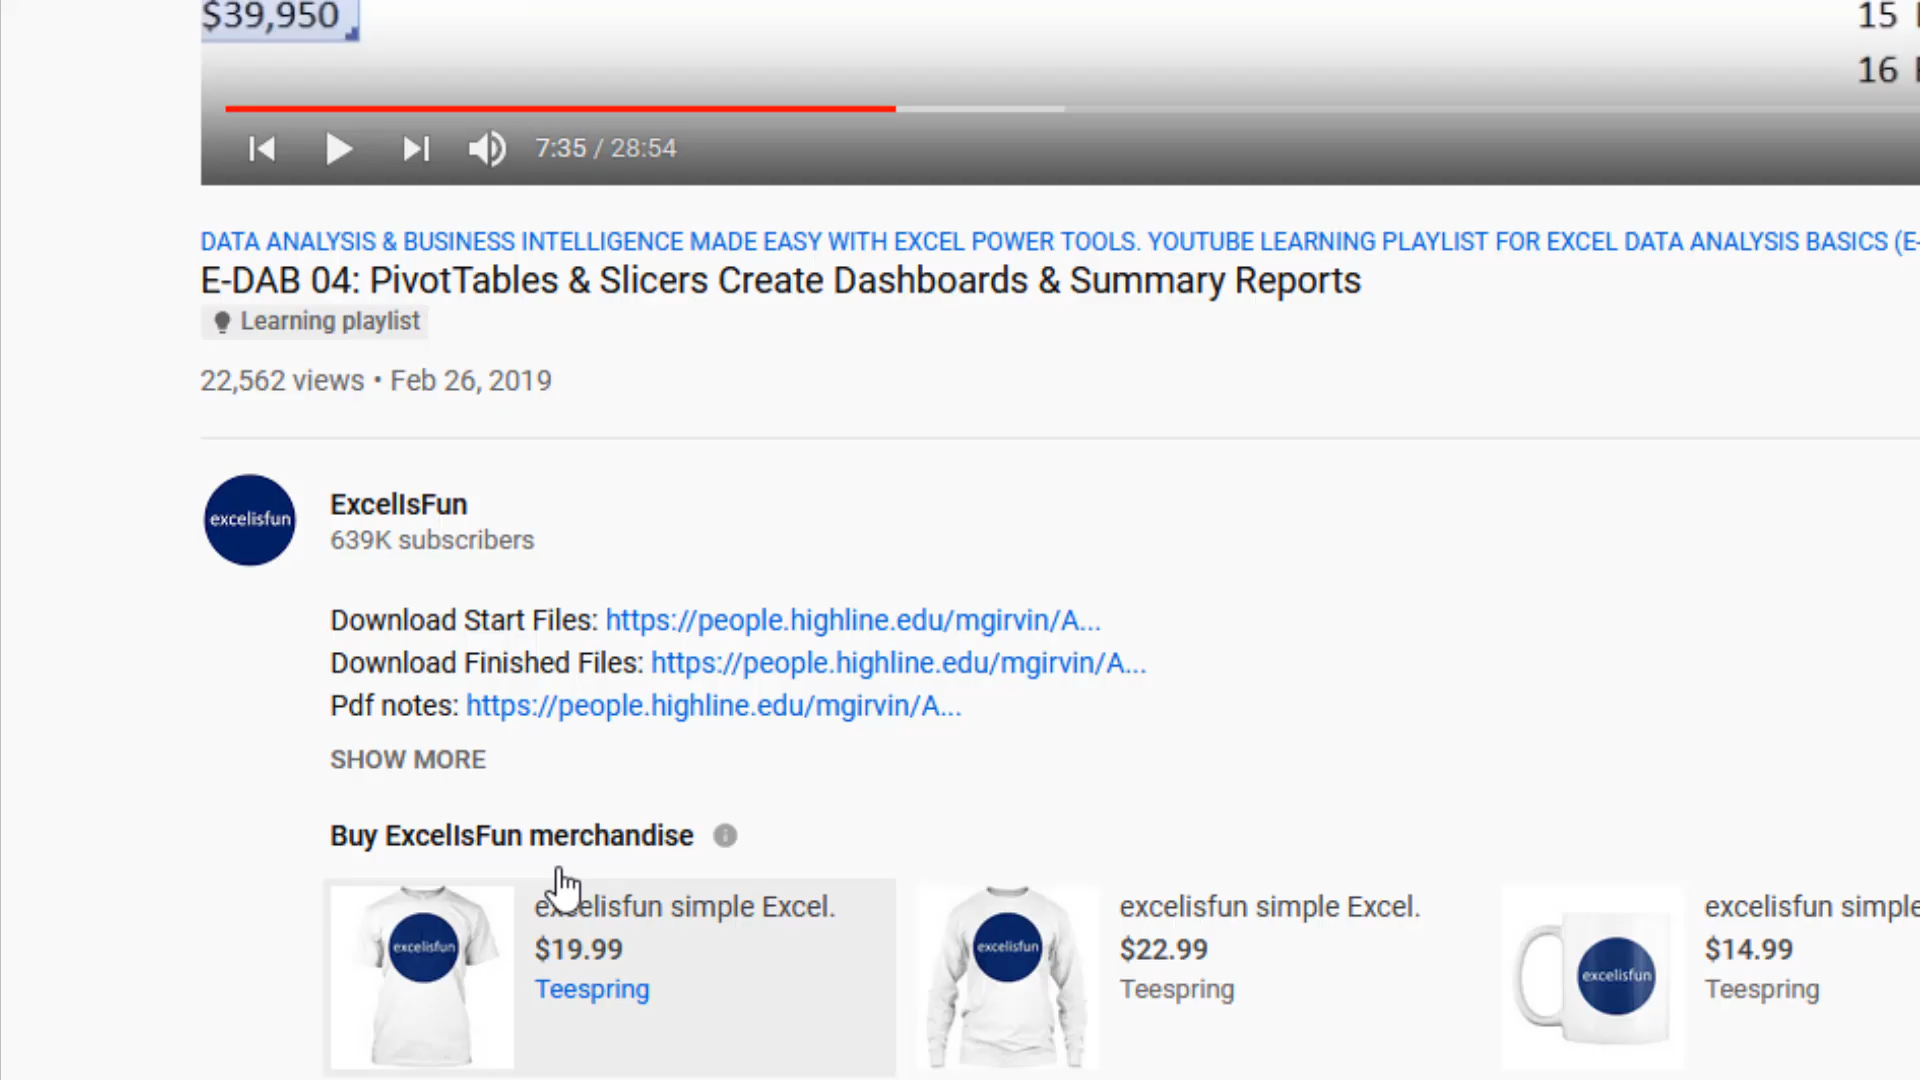 $39,950
15
16
7:35 / 28:54
DATA ANALYSIS & BUSINESS INTELLIGENCE MADE EASY WITH EXCEL POWER TOOLS. YOUTUBE LEARNING PLAYLIST FOR EXCEL DATA ANALYSIS BASICS (E-
E-DAB 04: PivotTables & Slicers Create Dashboards & Summary Reports
Learning playlist
22,562 views • Feb 26, 2019
excelisfun
ExcelIsFun
639K subscribers
Download Start Files: https://people.highline.edu/mgirvin/A...
Download Finished Files: https://people.highline.edu/mgirvin/A...
Pdf notes: https://people.highline.edu/mgirvin/A...
SHOW MORE
Buy ExcelIsFun merchandise
excelisfun
excelisfun simple Excel.
$19.99
Teespring
excelisfun
excelisfun simple Excel.
$22.99
Teespring
excelisfun
excelisfun simple
$14.99
Teespring